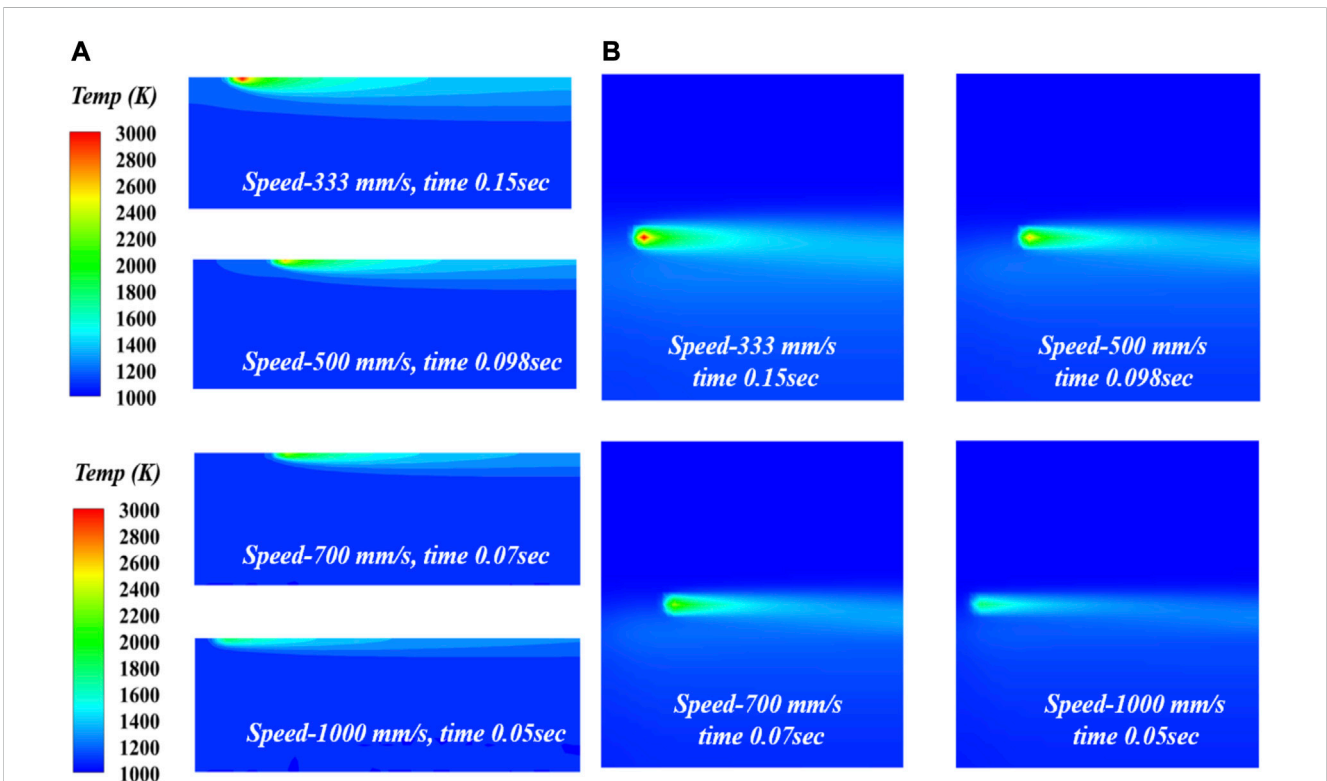 A
B
Temp (K)
3000
2800
2600
2400
2200
2000
1800
1600
1400
1200
1000
Speed-333 mm/s, time 0.15sec
Speed-500 mm/s, time 0.098sec
Speed-333 mm/s
time 0.15sec
Speed-500 mm/s
time 0.098sec
Temp (K)
3000
2800
2600
2400
2200
2000
1800
1600
1400
1200
1000
Speed-700 mm/s, time 0.07sec
Speed-1000 mm/s, time 0.05sec
Speed-700 mm/s
time 0.07sec
Speed-1000 mm/s
time 0.05sec